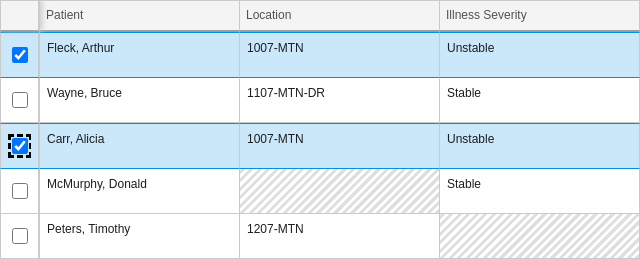 Patient Location Illness Severity
Fleck, Arthur 1007-MTN Unstable
Wayne, Bruce 1107-MTN-DR Stable
Carr, Alicia 1007-MTN Unstable
McMurphy, Donald Stable
Peters, Timothy 1207-MTN